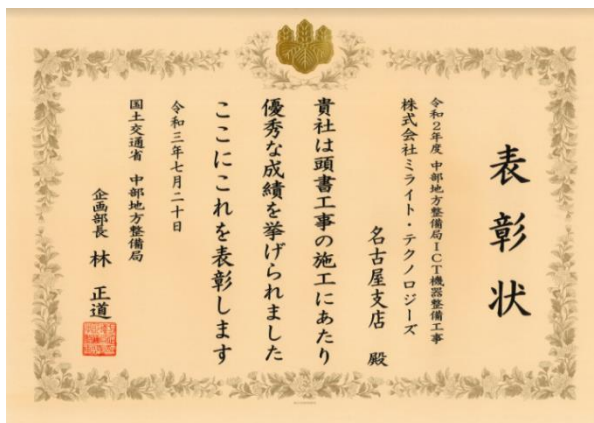 表彰状
令和2年度 中部地方整備局ICT機器整備工事
株式会社ミライト・テクノロジーズ
名古屋支店 殿
貴社は頭書工事の施工にあたり
優秀な成績を挙げられました
ここにこれを表彰します
令和三年七月二十日
国土交通省 中部地方整備局
企画部長 林 正道